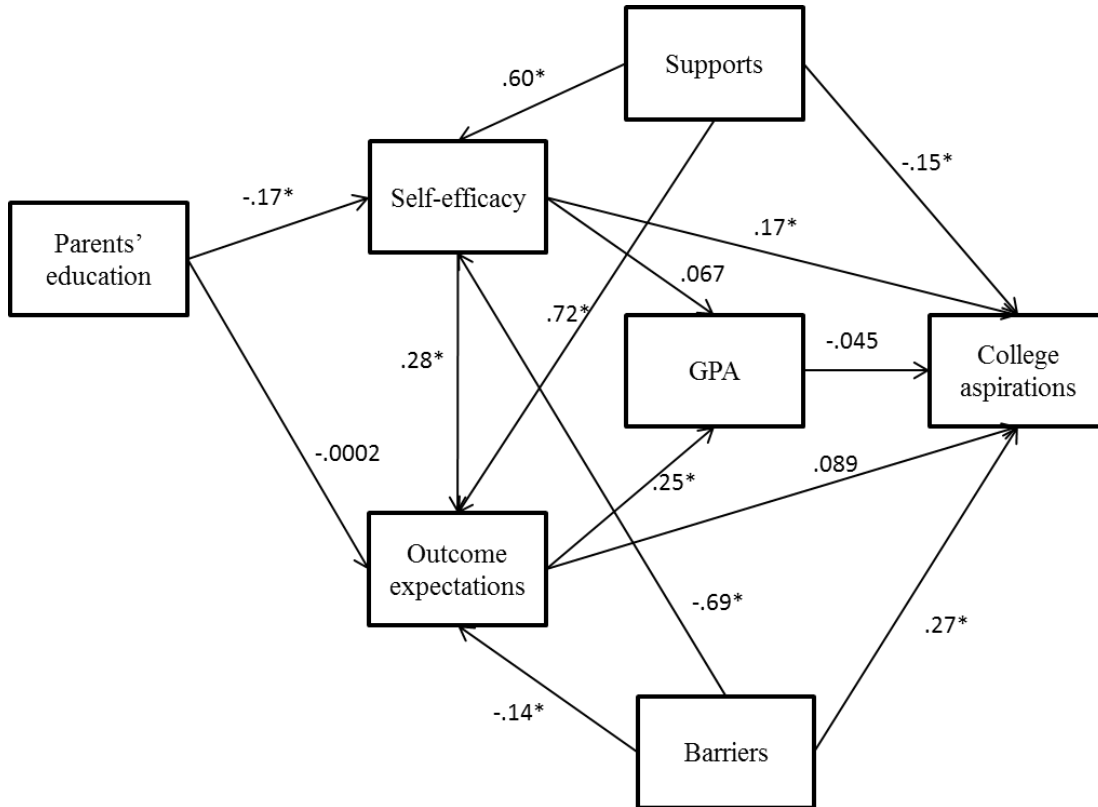 Supports
.60*
-.15*
Self-efficacy
-.17*
.17*
Parents’
education
.067
.72*
-.045
.28*
GPA
College
aspirations
-.0002
.089
.25*
Outcome
expectations
-.69*
.27*
-.14*
Barriers